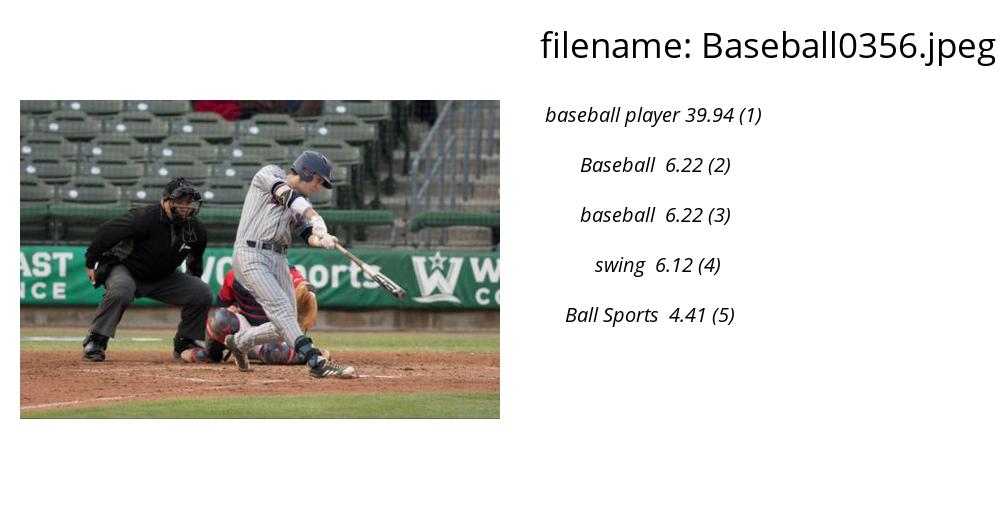 filename: Baseball0356.jpeg
baseball player 39.94 (1)
Baseball 6.22 (2)
baseball 6.22 (3)
swing 6.12 (4)
Ball Sports 4.41 (5)
AST
NCE
ports
W
W
CO